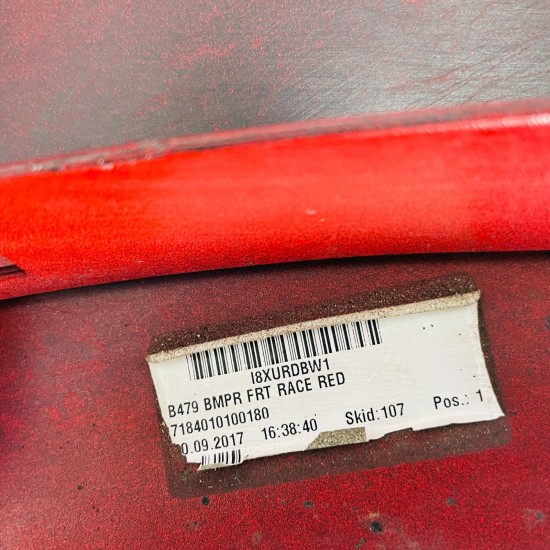 I8XURDBW1
B479 BMPR FRT RACE RED
7184010100180
0.09.2017 16:38:40 Skid:107 Pos.: 1